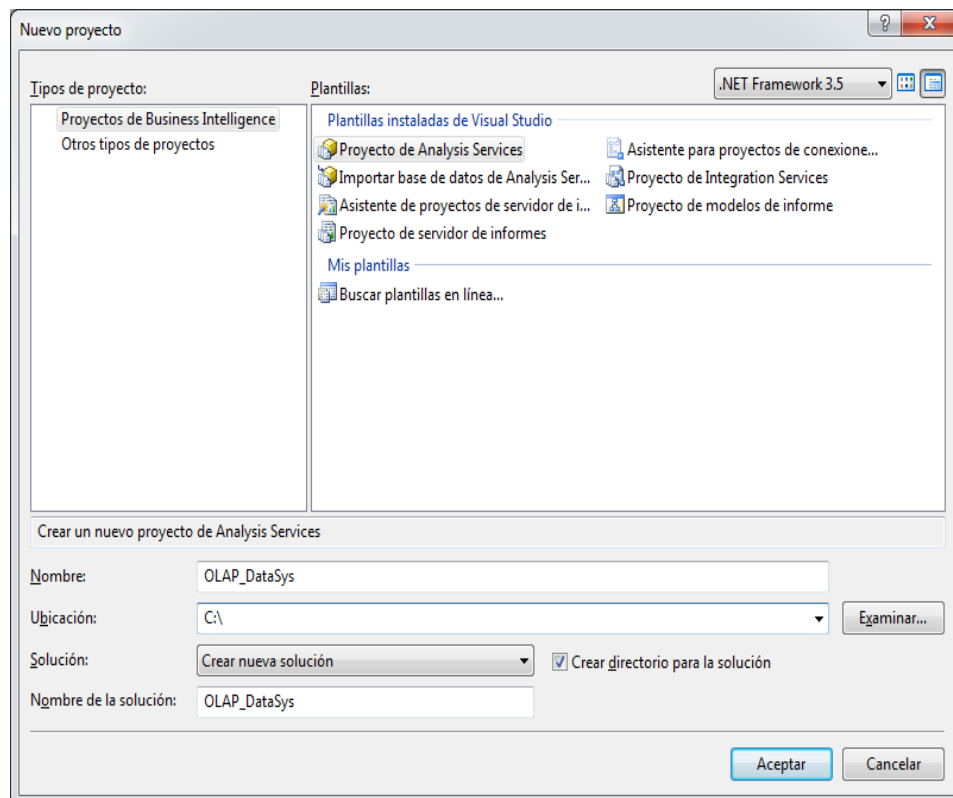 Nuevo proyecto
Tipos de proyecto:
Plantillas:
.NET Framework 3.5
Proyectos de Business Intelligence
Otros tipos de proyectos
Plantillas instaladas de Visual Studio
Proyecto de Analysis Services
Asistente para proyectos de conexione...
Importar base de datos de Analysis Ser...
Proyecto de Integration Services
Asistente de proyectos de servidor de i...
Proyecto de modelos de informe
Proyecto de servidor de informes
Mis plantillas
Buscar plantillas en línea...
Crear un nuevo proyecto de Analysis Services
Nombre:
OLAP_DataSys
Ubicación:
C:\
Examinar...
Solución:
Crear nueva solución
Crear directorio para la solución
Nombre de la solución:
OLAP_DataSys
Aceptar
Cancelar